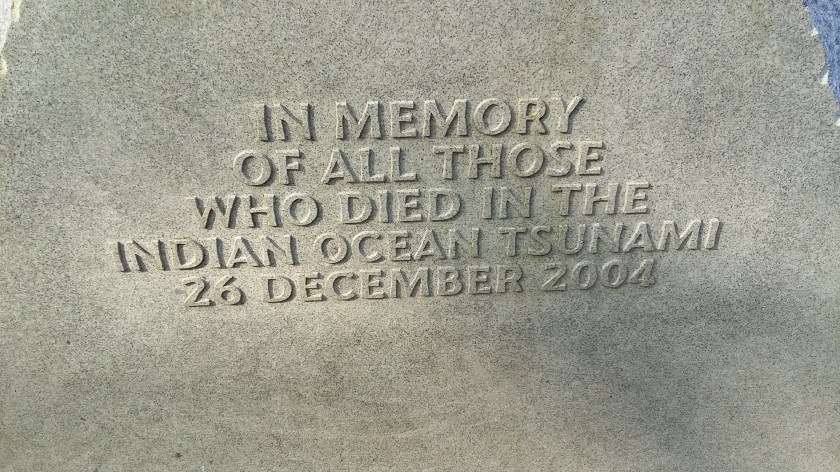 IN MEMORY
OF ALL THOSE
WHO DIED IN THE
INDIAN OCEAN TSUNAMI
26 DECEMBER 2004